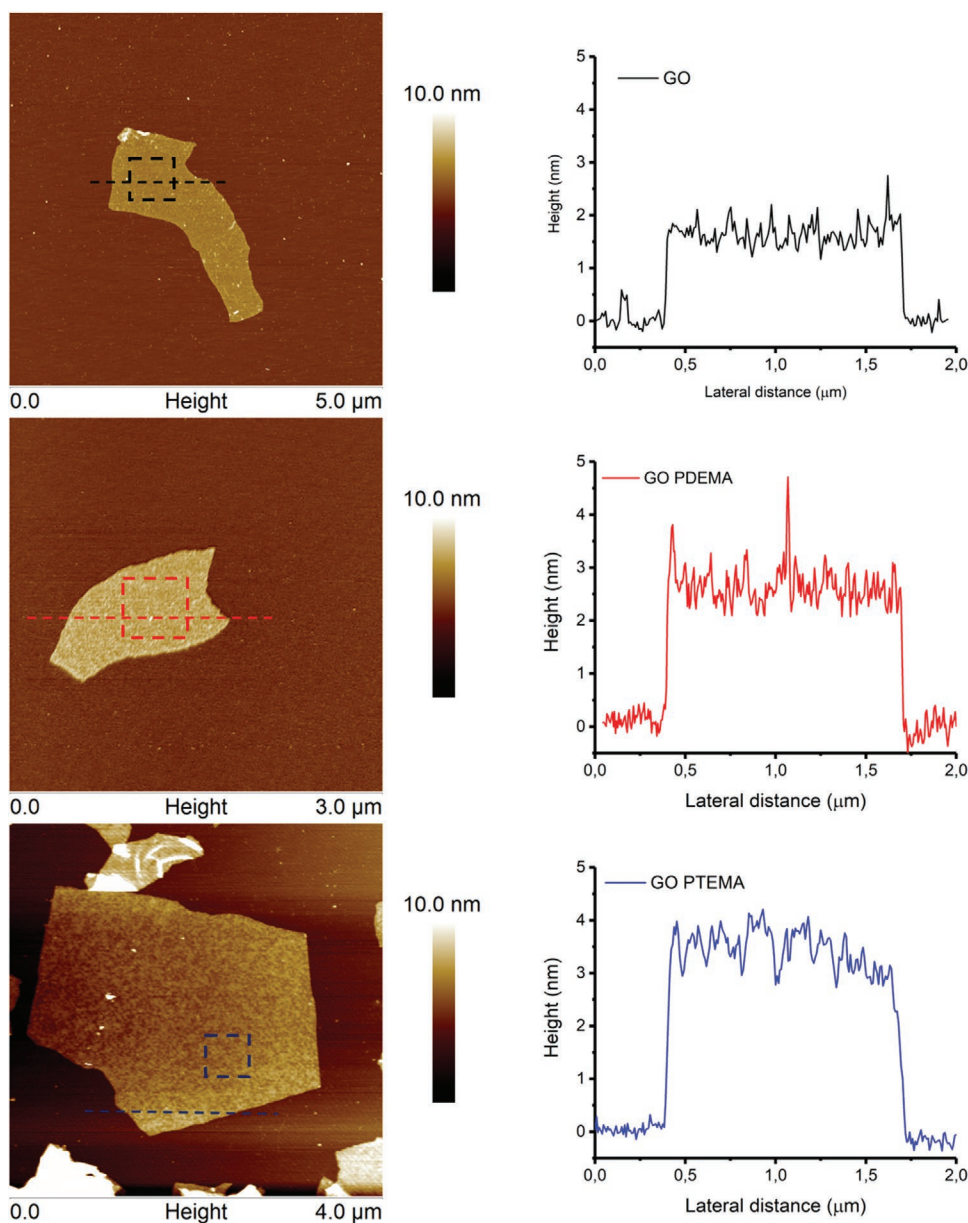 10.0 nm
0.0 Height 5.0 µm
GO
Height (nm)
5
4
3
2
1
0
0,0 0,5 1,0 1,5 2,0
Lateral distance (µm)
10.0 nm
0.0 Height 3.0 µm
GO PDEMA
Height (nm)
5
4
3
2
1
0
0,0 0,5 1,0 1,5 2,0
Lateral distance (µm)
10.0 nm
0.0 Height 4.0 µm
GO PTEMA
Height (nm)
5
4
3
2
1
0
0,0 0,5 1,0 1,5 2,0
Lateral distance (µm)